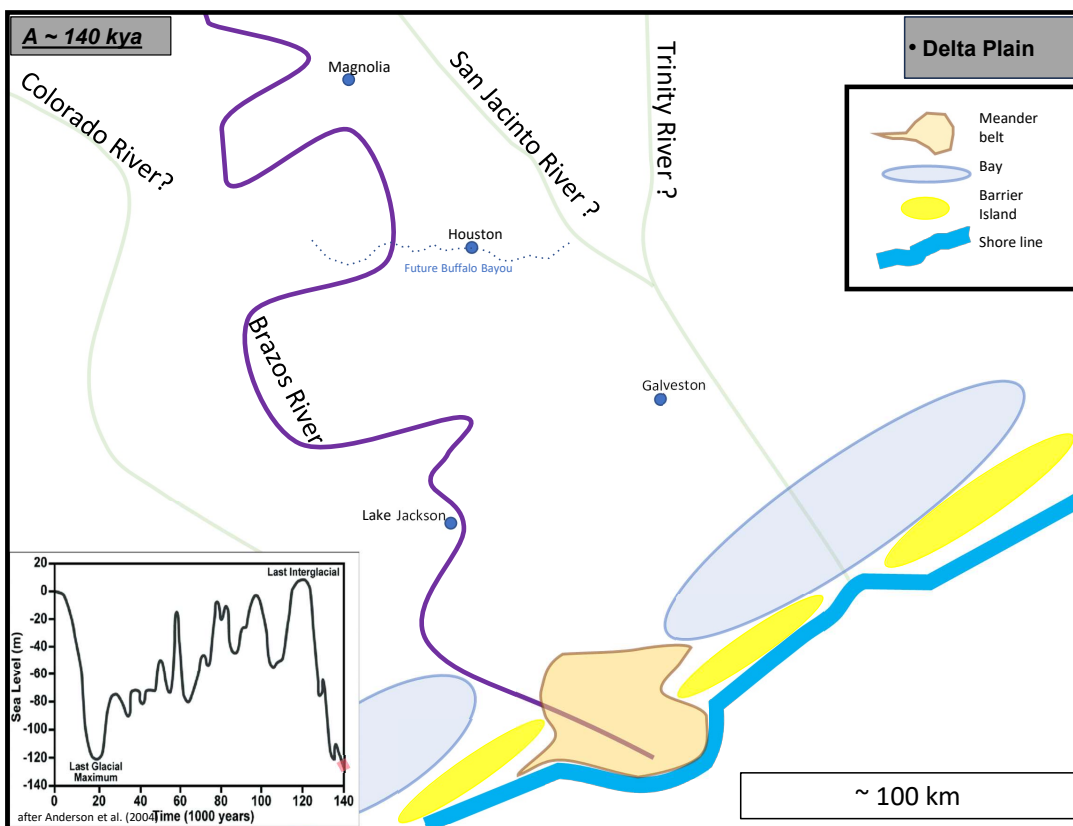 A ~ 140 kya
• Delta Plain
Magnolia
Colorado River?
San Jacinto River ?
Trinity River ?
Meander
belt
Bay
Barrier
Island
Shore line
Houston
Future Buffalo Bayou
Brazos River
Galveston
Lake Jackson
20
0
-20
-40
-60
-80
-100
-120
-140
Sea Level (m)
Last Interglacial
Last Glacial
Maximum
0 20 40 60 80 100 120 140
Time (1000 years)
after Anderson et al. (2004)
~ 100 km